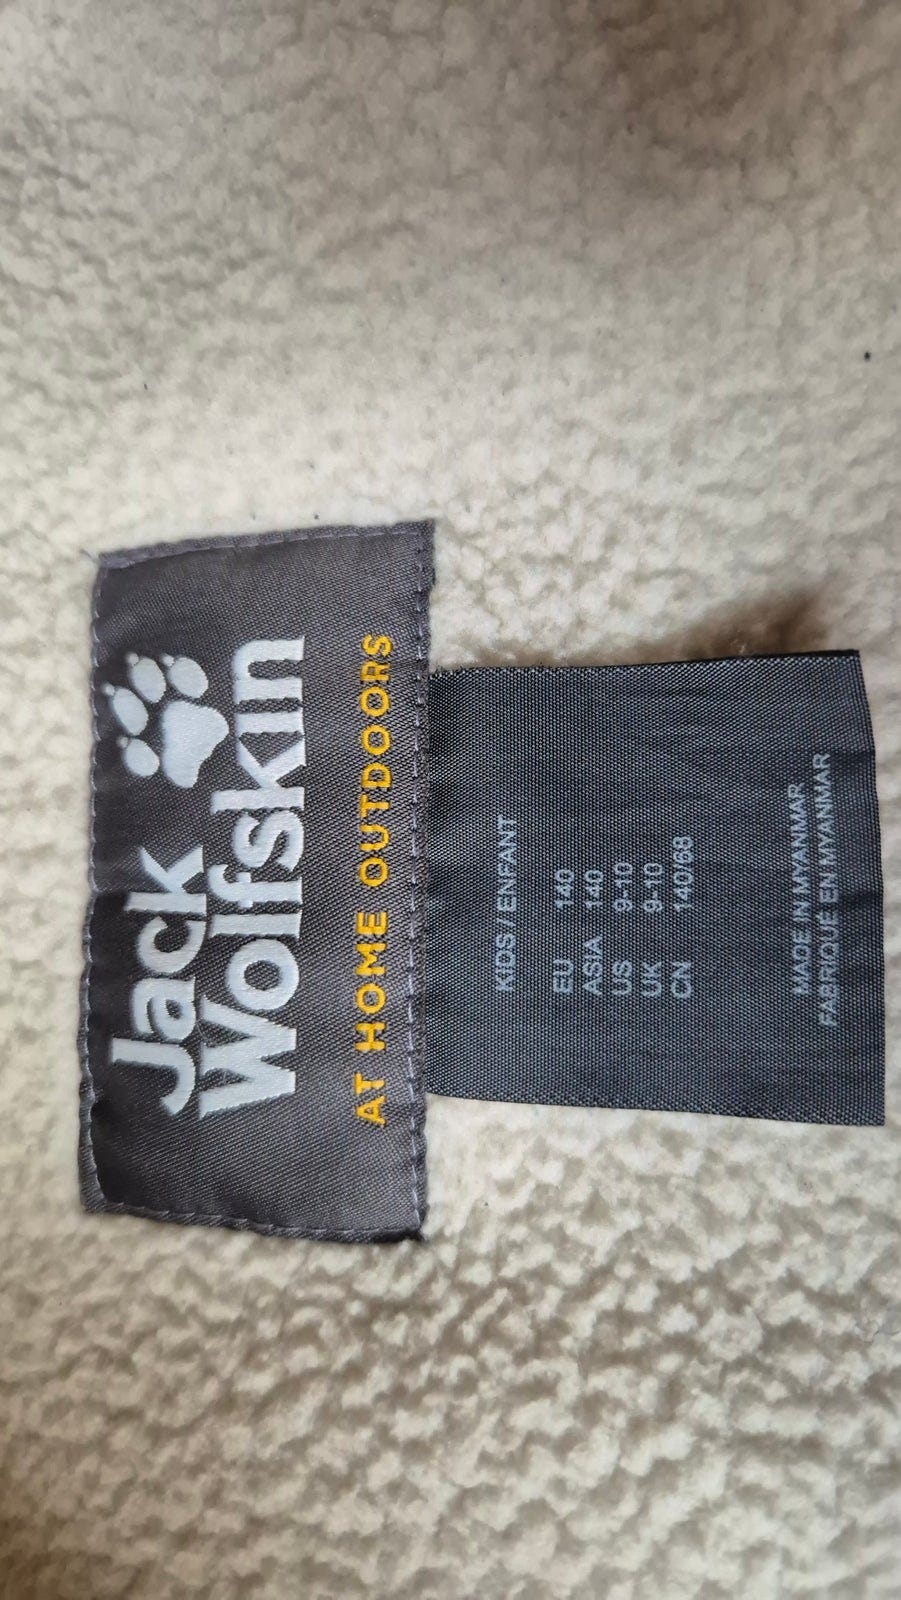 Jack
Wolfskin
AT HOME OUTDOORS
KIDS / ENFANT
EU 140
ASIA 140
US 9-10
UK 9-10
CN 140/68
MADE IN MYANMAR
FABRIQUÉ EN MYANMAR